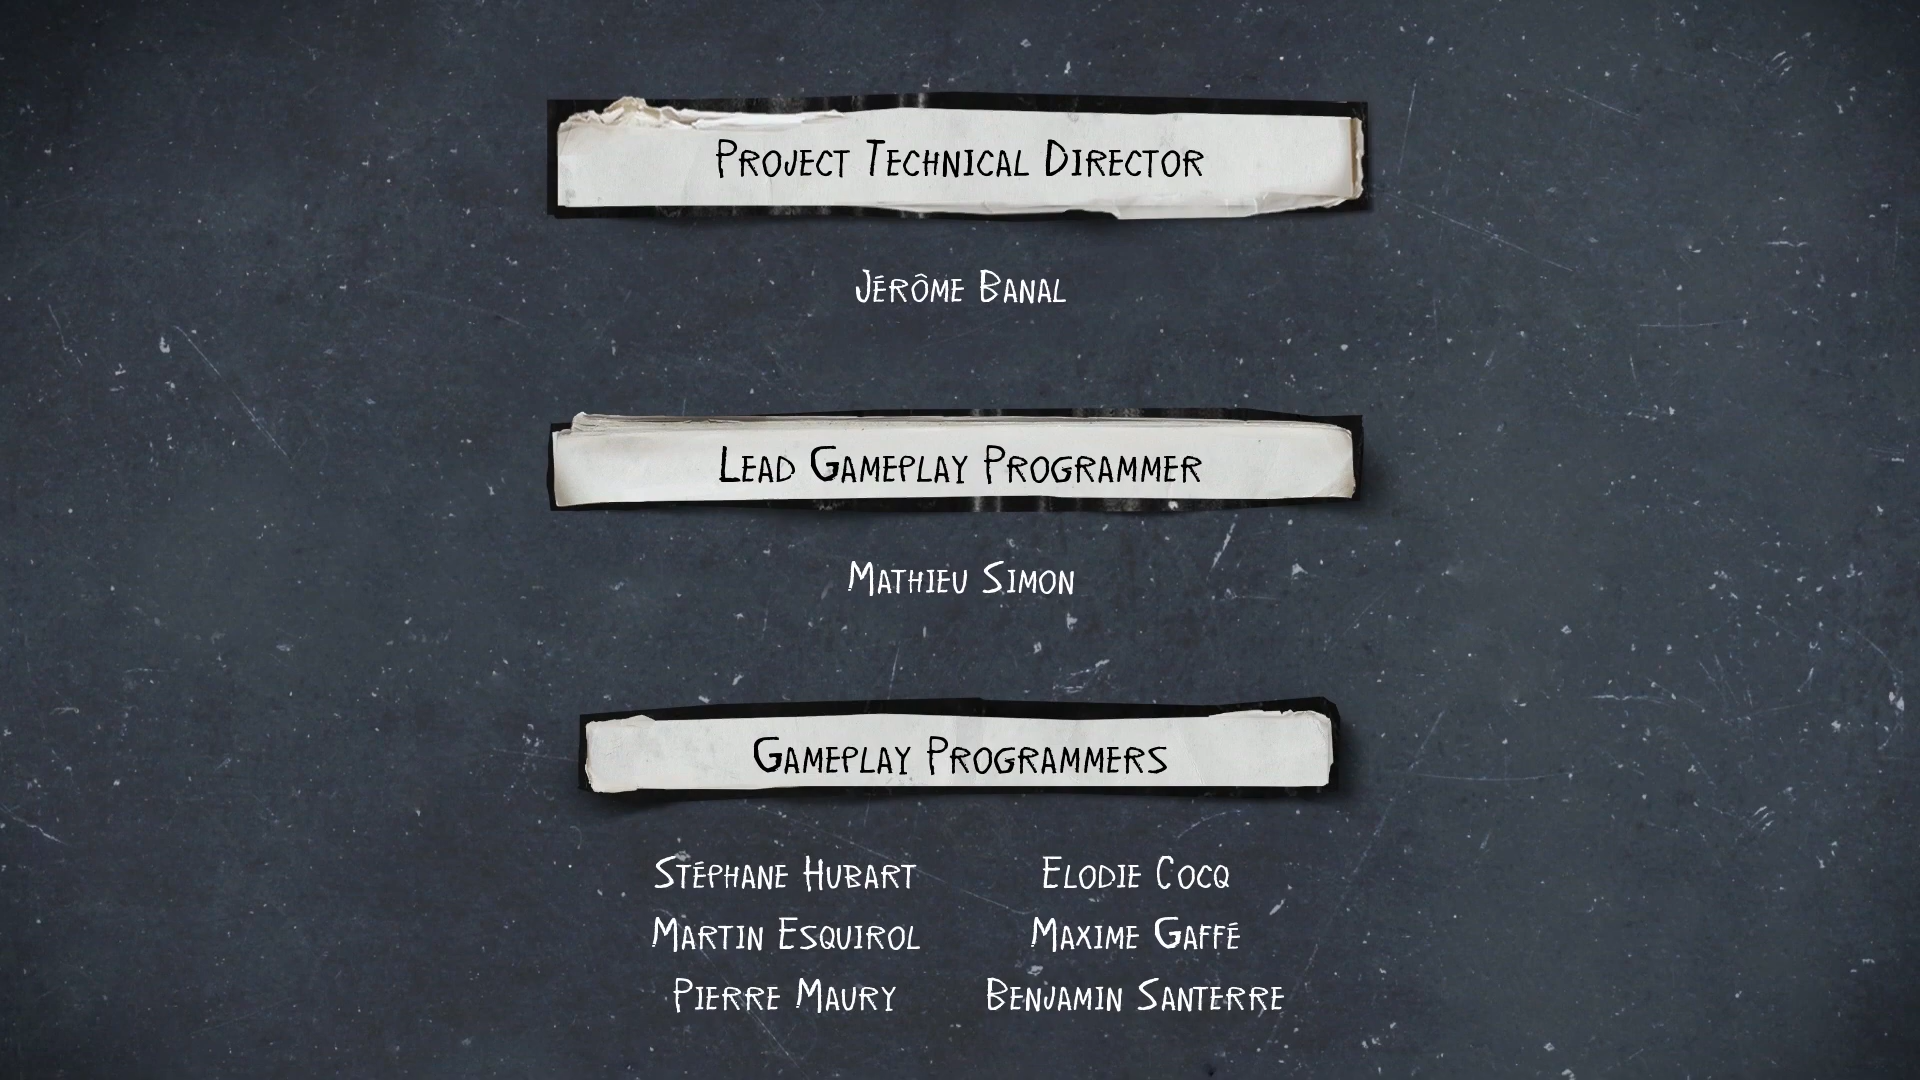 Project Technical Director
Jérôme Banal
Lead Gameplay Programmer
Mathieu Simon
Gameplay Programmers
Stéphane Hubart Elodie Cocq
Martin Esquirol Maxime Gaffé
Pierre Maury Benjamin Santerre